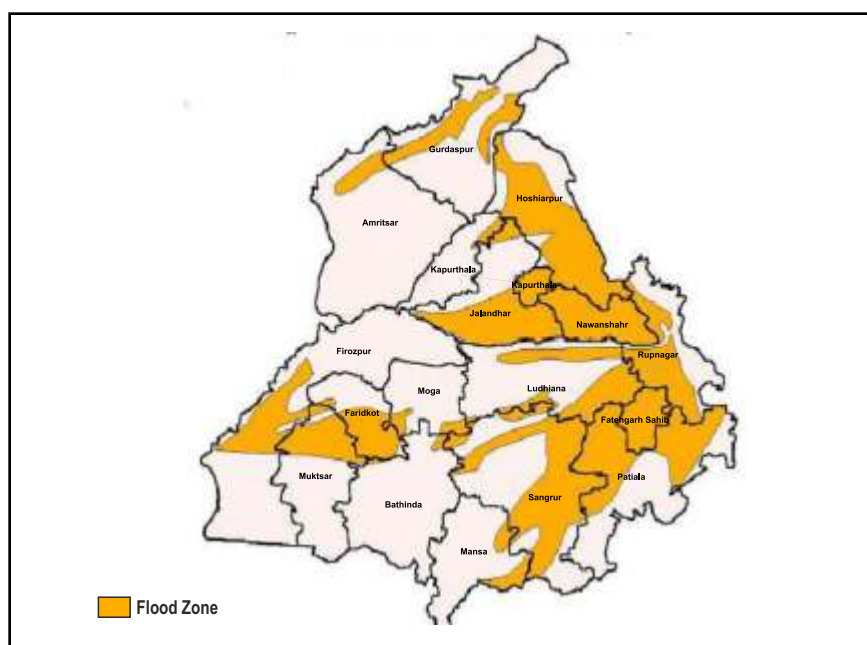 Gurdaspur
Hoshiarpur
Amritsar
Kapurthala
Kapurthala
Jalandhar
Nawanshahr
Firozpur
Rupnagar
Moga
Ludhiana
Faridkot
Fatehgarh Sahib
Muktsar
Patiala
Bathinda
Sangrur
Mansa
Flood Zone